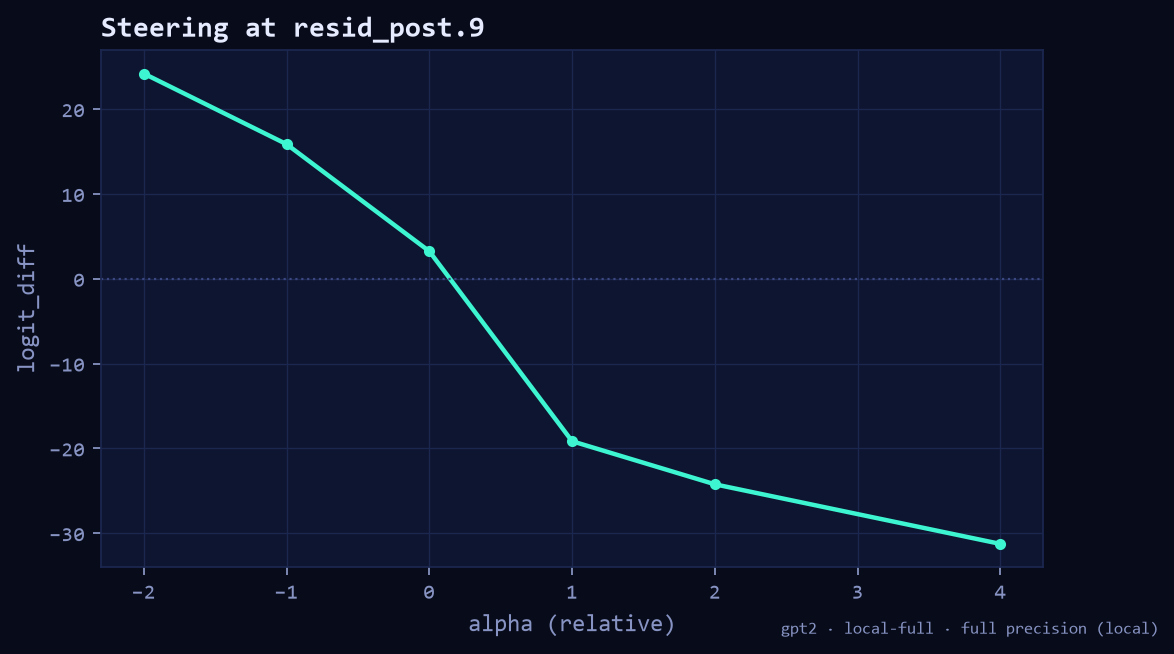 Steering at resid_post.9
20
10
0
−10
−20
−30
logit_diff
−2 −1 0 1 2 3 4
alpha (relative)
gpt2 · local-full · full precision (local)